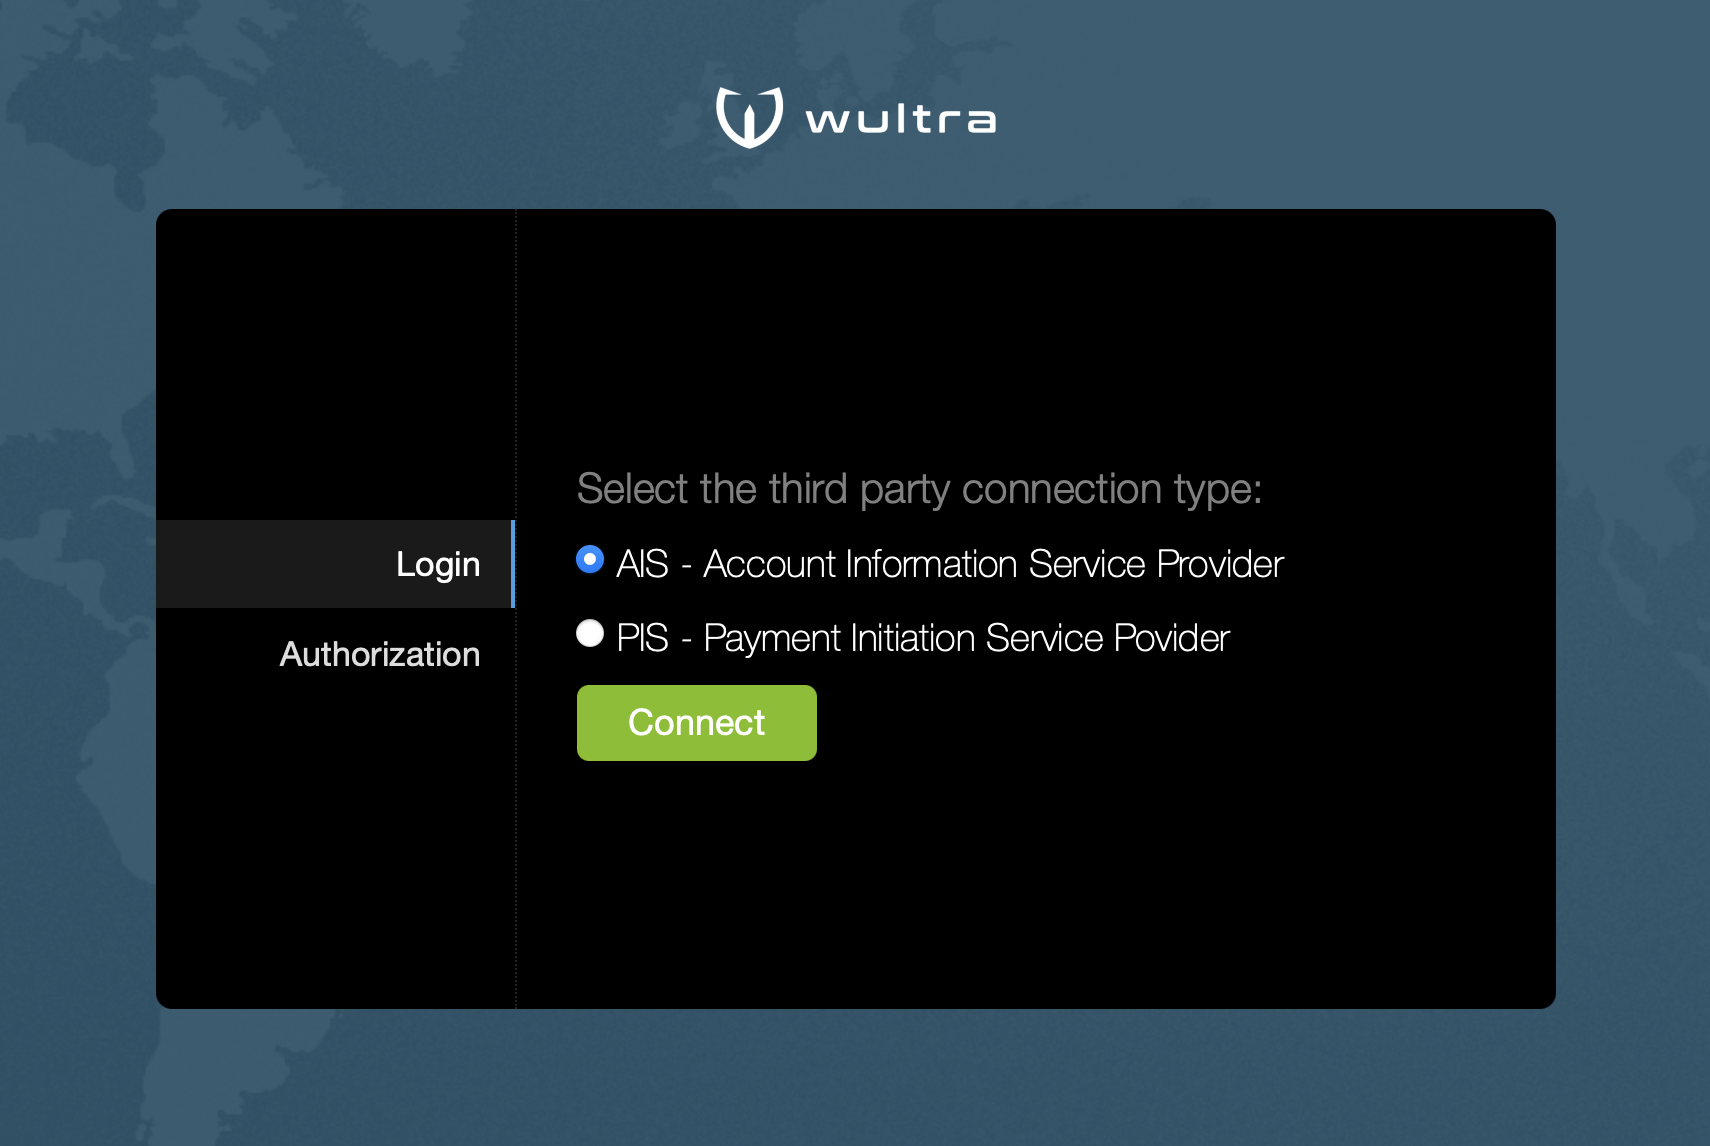 wultra
Login
Authorization
Select the third party connection type:
AIS - Account Information Service Provider
PIS - Payment Initiation Service Povider
Connect